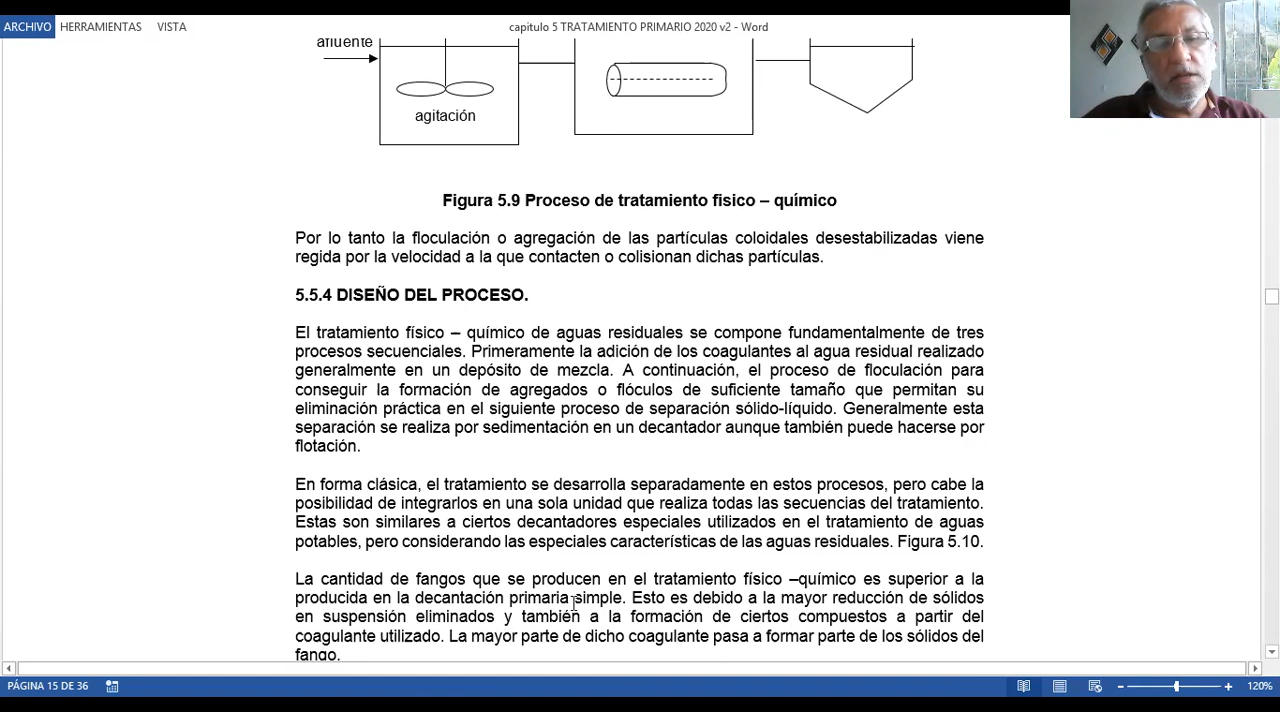 ARCHIVO HERRAMIENTAS VISTA
capitulo 5 TRATAMIENTO PRIMARIO 2020 v2 - Word
afluente
agitación
Figura 5.9 Proceso de tratamiento fisico – químico
Por lo tanto la floculación o agregación de las partículas coloidales desestabilizadas viene
regida por la velocidad a la que contacten o colisionan dichas partículas.
5.5.4 DISEÑO DEL PROCESO.
El tratamiento físico – químico de aguas residuales se compone fundamentalmente de tres
procesos secuenciales. Primeramente la adición de los coagulantes al agua residual realizado
generalmente en un depósito de mezcla. A continuación, el proceso de floculación para
conseguir la formación de agregados o flóculos de suficiente tamaño que permitan su
eliminación práctica en el siguiente proceso de separación sólido-líquido. Generalmente esta
separación se realiza por sedimentación en un decantador aunque también puede hacerse por
flotación.
En forma clásica, el tratamiento se desarrolla separadamente en estos procesos, pero cabe la
posibilidad de integrarlos en una sola unidad que realiza todas las secuencias del tratamiento.
Estas son similares a ciertos decantadores especiales utilizados en el tratamiento de aguas
potables, pero considerando las especiales características de las aguas residuales. Figura 5.10.
La cantidad de fangos que se producen en el tratamiento físico –químico es superior a la
producida en la decantación primaria simple. Esto es debido a la mayor reducción de sólidos
en suspensión eliminados y también a la formación de ciertos compuestos a partir del
coagulante utilizado. La mayor parte de dicho coagulante pasa a formar parte de los sólidos del
fango.
PÁGINA 15 DE 36
120%